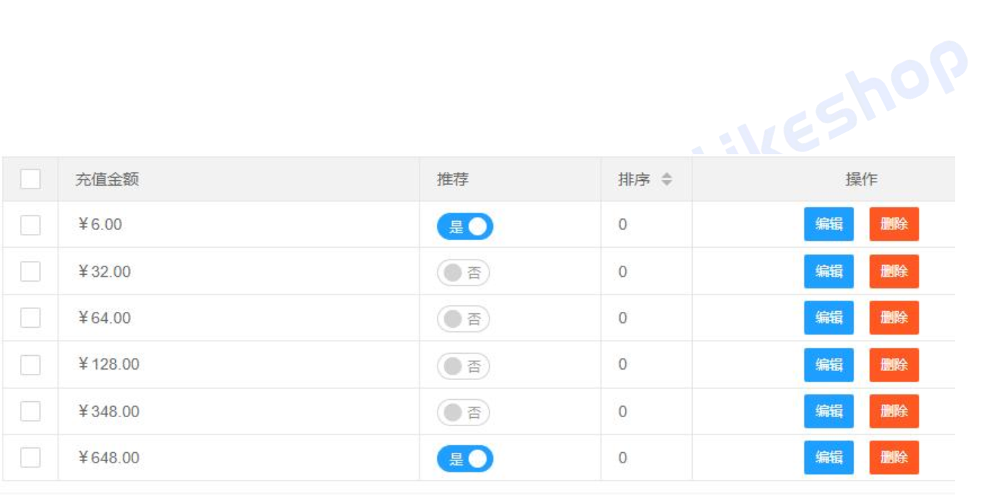 likeshop
充值金额 推荐 排序 操作
￥6.00 是 0 编辑 删除
￥32.00 否 0 编辑 删除
￥64.00 否 0 编辑 删除
￥128.00 否 0 编辑 删除
￥348.00 否 0 编辑 删除
￥648.00 是 0 编辑 删除